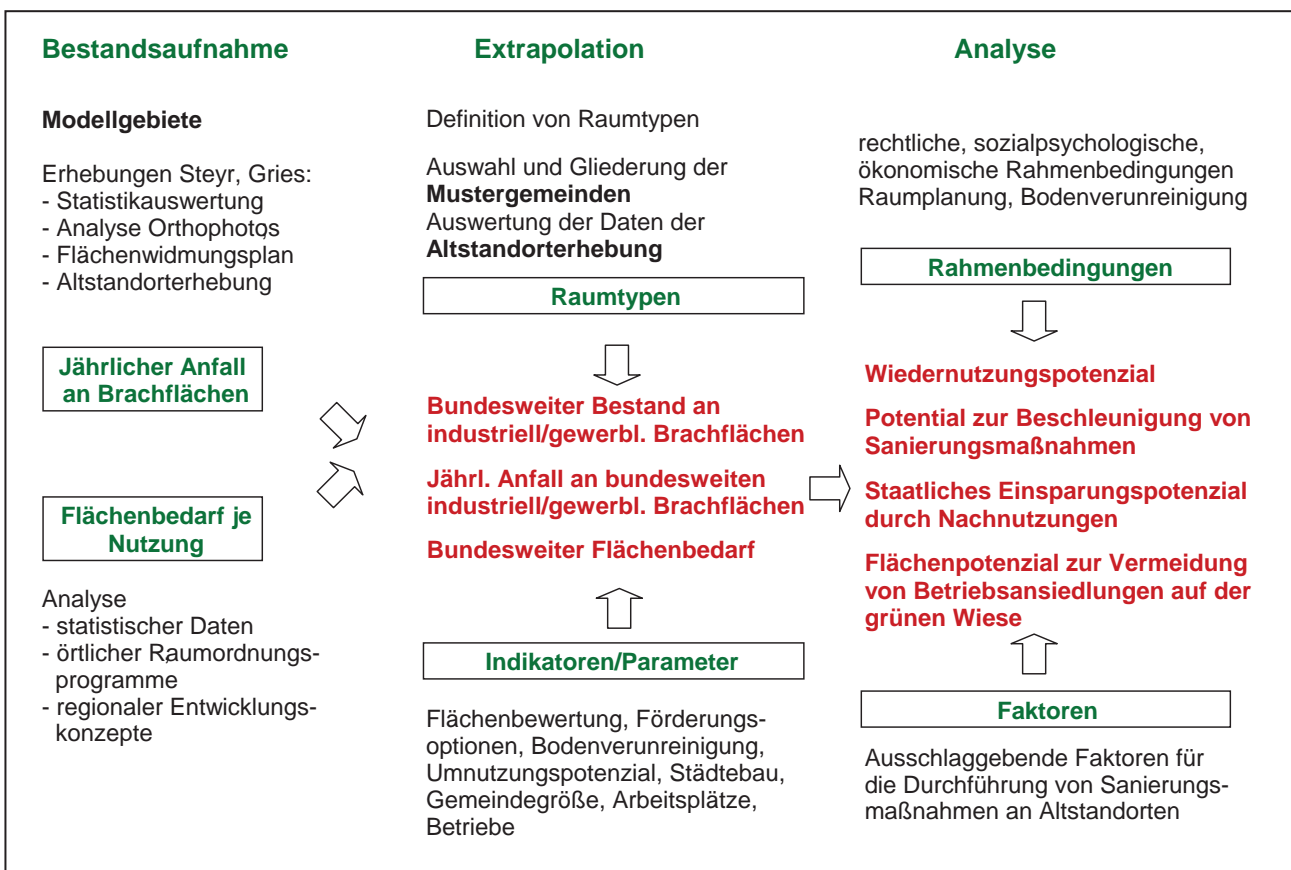 Bestandsaufnahme
Modellgebiete
Erhebungen Steyr, Gries:
- Statistikauswertung
- Analyse Orthophotos
- Flächenwidmungsplan
- Altstandorterhebung
Jährlicher Anfall
an Brachflächen
Flächenbedarf je
Nutzung
Analyse
- statistischer Daten
- örtlicher Raumordnungs-
programme
- regionaler Entwicklungs-
konzepte
Extrapolation
Definition von Raumtypen
Auswahl und Gliederung der
Mustergemeinden
Auswertung der Daten der
Altstandorterhebung
Raumtypen
Bundesweiter Bestand an
industriell/gewerbl. Brachflächen
Jährl. Anfall an bundesweiten
industriell/gewerbl. Brachflächen
Bundesweiter Flächenbedarf
Indikatoren/Parameter
Flächenbewertung, Förderungs-
optionen, Bodenverunreinigung,
Umnutzungspotenzial, Städtebau,
Gemeindegröße, Arbeitsplätze,
Betriebe
Analyse
rechtliche, sozialpsychologische,
ökonomische Rahmenbedingungen
Raumplanung, Bodenverunreinigung
Rahmenbedingungen
Wiedernutzungspotenzial
Potential zur Beschleunigung von
Sanierungsmaßnahmen
Staatliches Einsparungspotenzial
durch Nachnutzungen
Flächenpotenzial zur Vermeidung
von Betriebsansiedlungen auf der
grünen Wiese
Faktoren
Ausschlaggebende Faktoren für
die Durchführung von Sanierungs-
maßnahmen an Altstandorten